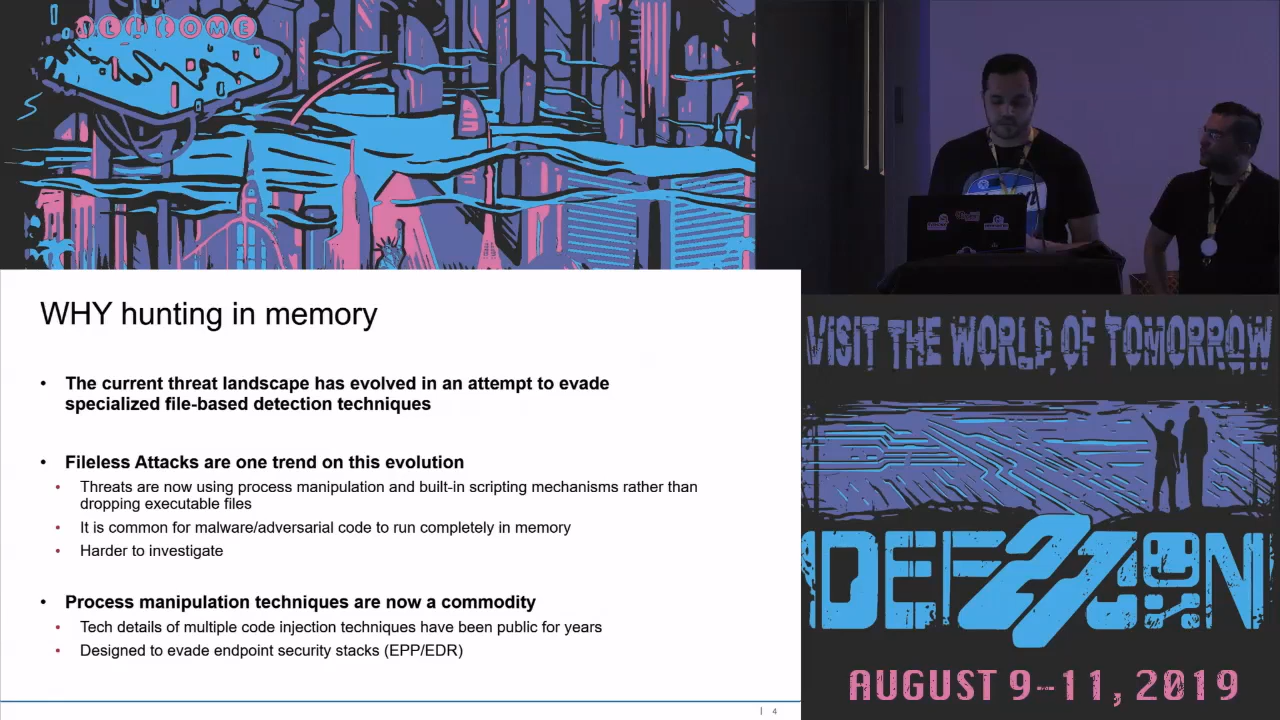 WELCOME
WHY hunting in memory
• The current threat landscape has evolved in an attempt to evade
specialized file-based detection techniques
• Fileless Attacks are one trend on this evolution
• Threats are now using process manipulation and built-in scripting mechanisms rather than
dropping executable files
• It is common for malware/adversarial code to run completely in memory
• Harder to investigate
• Process manipulation techniques are now a commodity
• Tech details of multiple code injection techniques have been public for years
• Designed to evade endpoint security stacks (EPP/EDR)
| 4
VISIT THE WORLD OF TOMORROW
DEF 27 CON
AUGUST 9-11, 2019